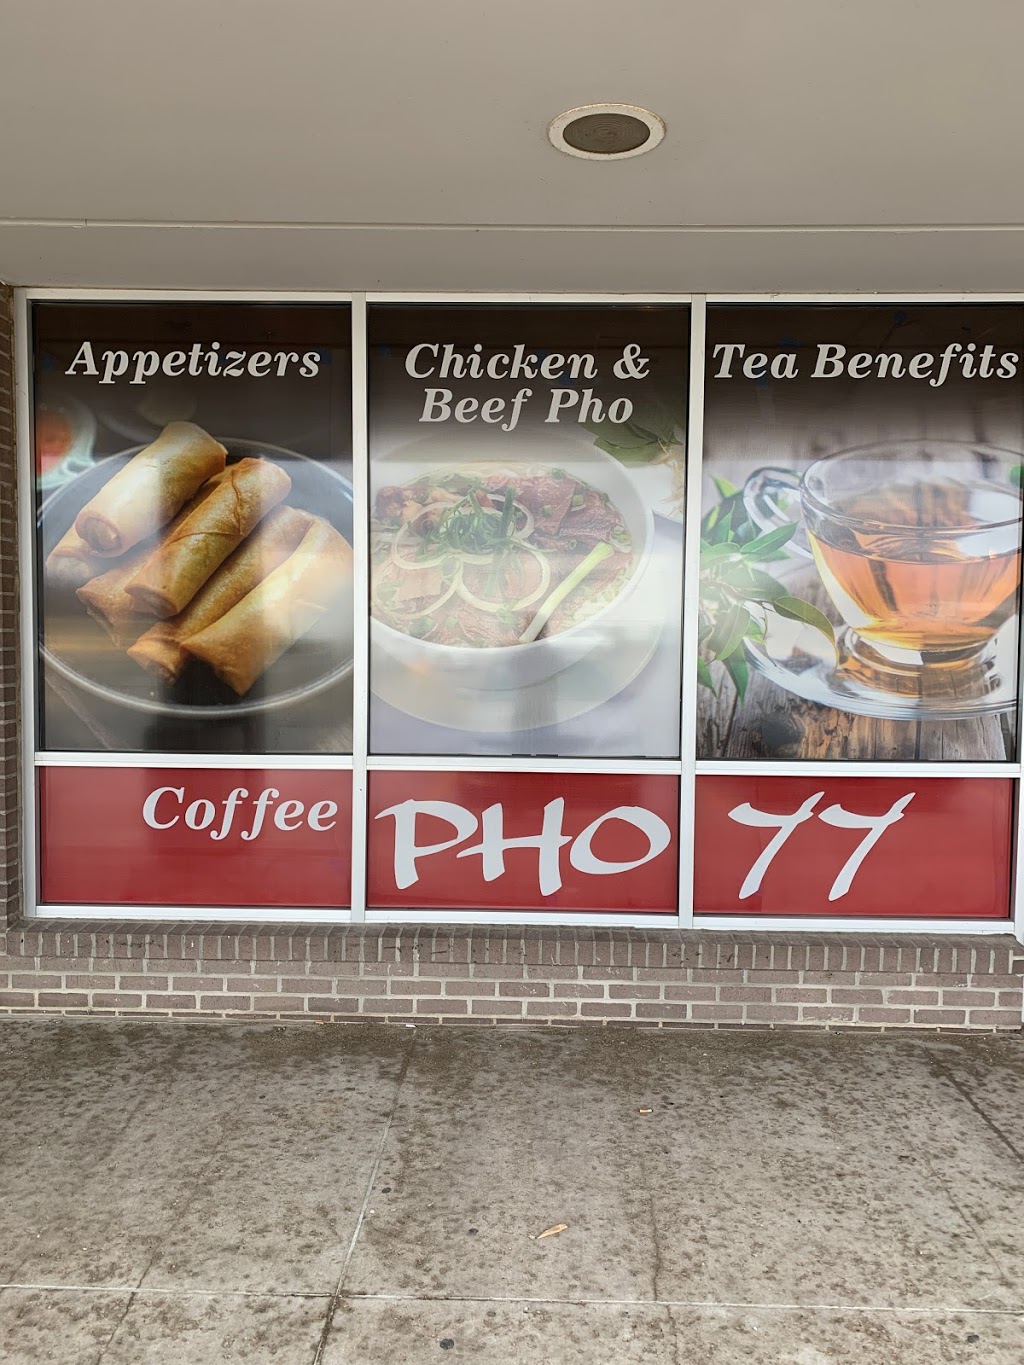 Appetizers
Chicken &
Beef Pho
Tea Benefits
Coffee
PHO 77